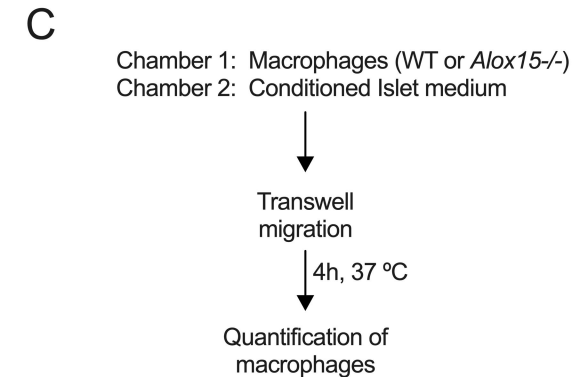 C
Chamber 1: Macrophages (WT or Alox15-/-)
Chamber 2: Conditioned Islet medium
Transwell
migration
4h, 37 ºC
Quantification of
macrophages